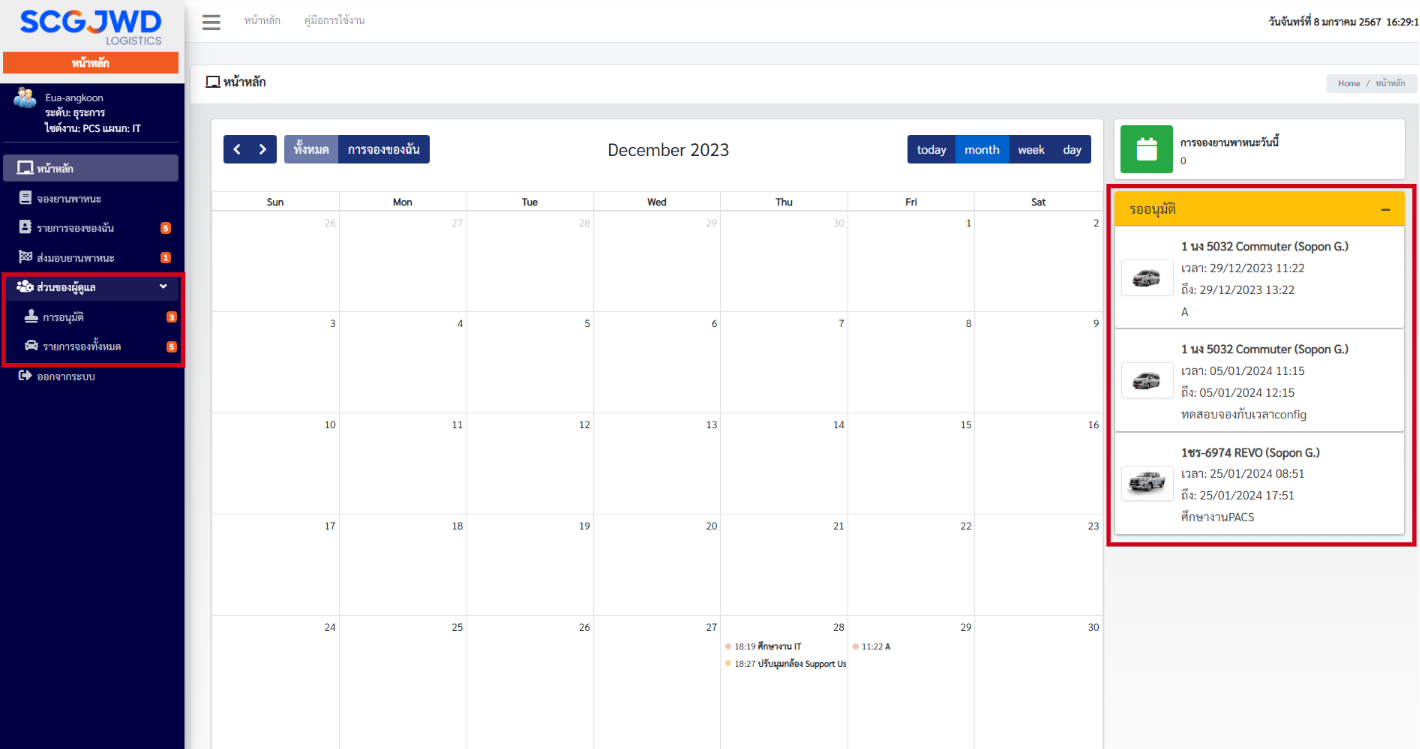 SCGJWD
LOGISTICS
หน้าหลัก
Eua-angkoon
ระดับ: ธุรการ
ไซต์งาน: PCS แผนก: IT
หน้าหลัก
จองยานพาหนะ
รายการจองของฉัน 5
ส่งมอบยานพาหนะ 1
ส่วนของผู้ดูแล
การอนุมัติ 3
รายการจองทั้งหมด 5
ออกจากระบบ
หน้าหลัก คู่มือการใช้งาน
วันจันทร์ที่ 8 มกราคม 2567 16:29:1
หน้าหลัก
Home / หน้าหลัก
ทั้งหมด การจองของฉัน
December 2023
today month week day
Sun Mon Tue Wed Thu Fri Sat
26 27 28 29 30 1 2
3 4 5 6 7 8 9
10 11 12 13 14 15 16
17 18 19 20 21 22 23
24 25 26 27 28 29 30
18:19 ศึกษางาน IT
18:27 ปรับมุมกล้อง Support Us
11:22 A
การจองยานพาหนะวันนี้
0
รออนุมัติ
1 นง 5032 Commuter (Sopon G.)
เวลา: 29/12/2023 11:22
ถึง: 29/12/2023 13:22
A
1 นง 5032 Commuter (Sopon G.)
เวลา: 05/01/2024 11:15
ถึง: 05/01/2024 12:15
ทดสอบจองกับเวลาconfig
1ชร-6974 REVO (Sopon G.)
เวลา: 25/01/2024 08:51
ถึง: 25/01/2024 17:51
ศึกษางานPACS